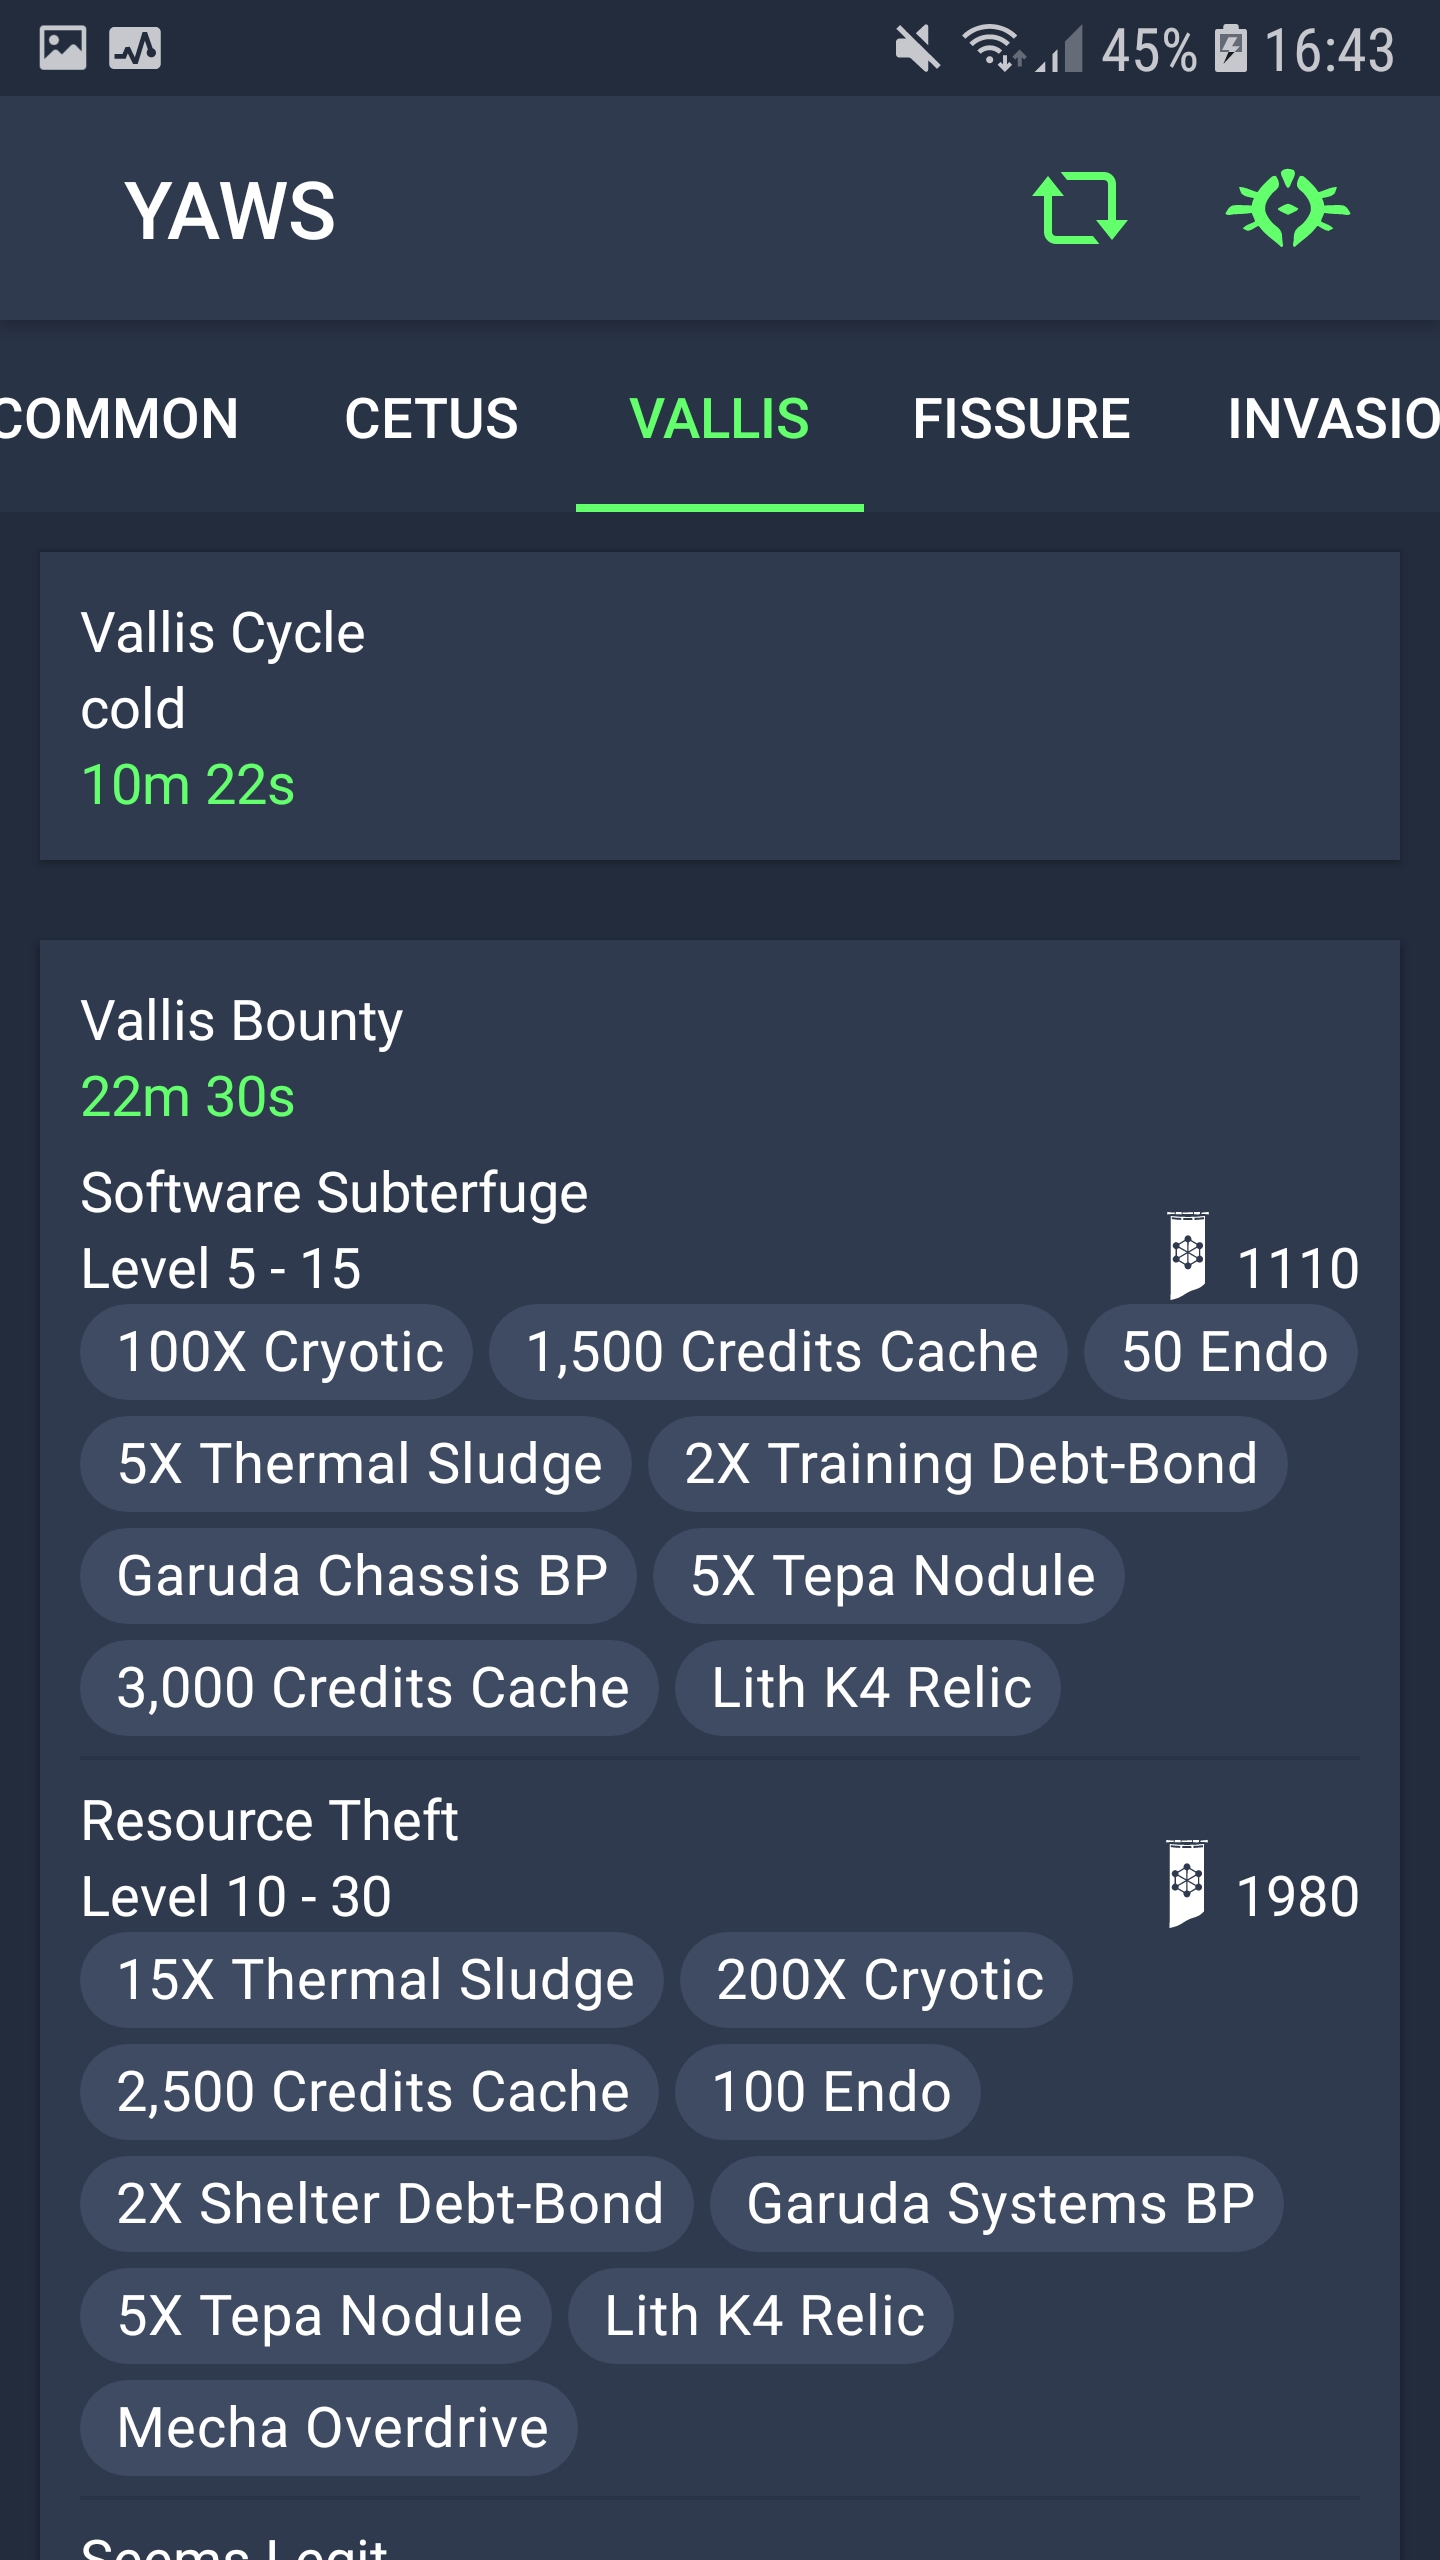 45% 16:43
YAWS
COMMON CETUS VALLIS FISSURE INVASIO
Vallis Cycle
cold
10m 22s
Vallis Bounty
22m 30s
Software Subterfuge
Level 5 - 15 1110
100X Cryotic 1,500 Credits Cache 50 Endo
5X Thermal Sludge 2X Training Debt-Bond
Garuda Chassis BP 5X Tepa Nodule
3,000 Credits Cache Lith K4 Relic
Resource Theft
Level 10 - 30 1980
15X Thermal Sludge 200X Cryotic
2,500 Credits Cache 100 Endo
2X Shelter Debt-Bond Garuda Systems BP
5X Tepa Nodule Lith K4 Relic
Mecha Overdrive
Seems Legit